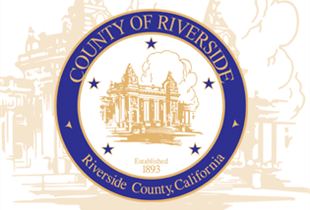 COUNTY OF RIVERSIDE
Established
1893
Riverside County, California